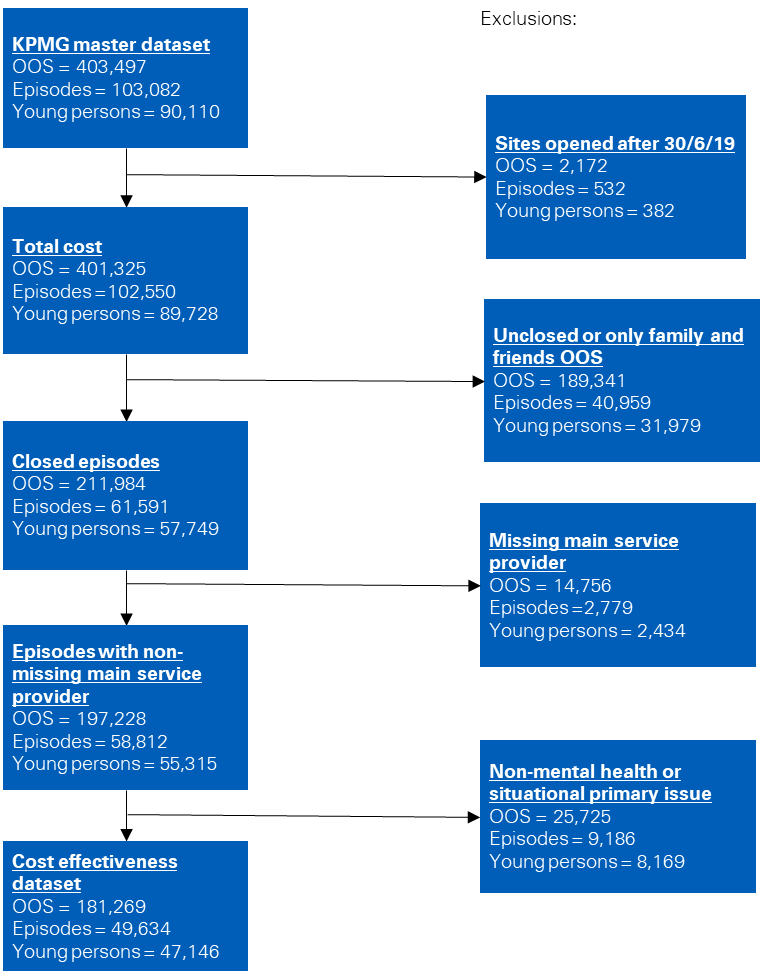 Exclusions:
KPMG master dataset
OOS = 403,497
Episodes = 103,082
Young persons = 90,110
Sites opened after 30/6/19
OOS = 2,172
Episodes = 532
Young persons = 382
Total cost
OOS = 401,325
Episodes =102,550
Young persons = 89,728
Unclosed or only family and
friends OOS
OOS = 189,341
Episodes = 40,959
Young persons = 31,979
Closed episodes
OOS = 211,984
Episodes = 61,591
Young persons = 57,749
Missing main service
provider
OOS = 14,756
Episodes =2,779
Young persons = 2,434
Episodes with non-
missing main service
provider
OOS = 197,228
Episodes = 58,812
Young persons = 55,315
Non-mental health or
situational primary issue
OOS = 25,725
Episodes = 9,186
Young persons = 8,169
Cost effectiveness
dataset
OOS = 181,269
Episodes = 49,634
Young persons = 47,146